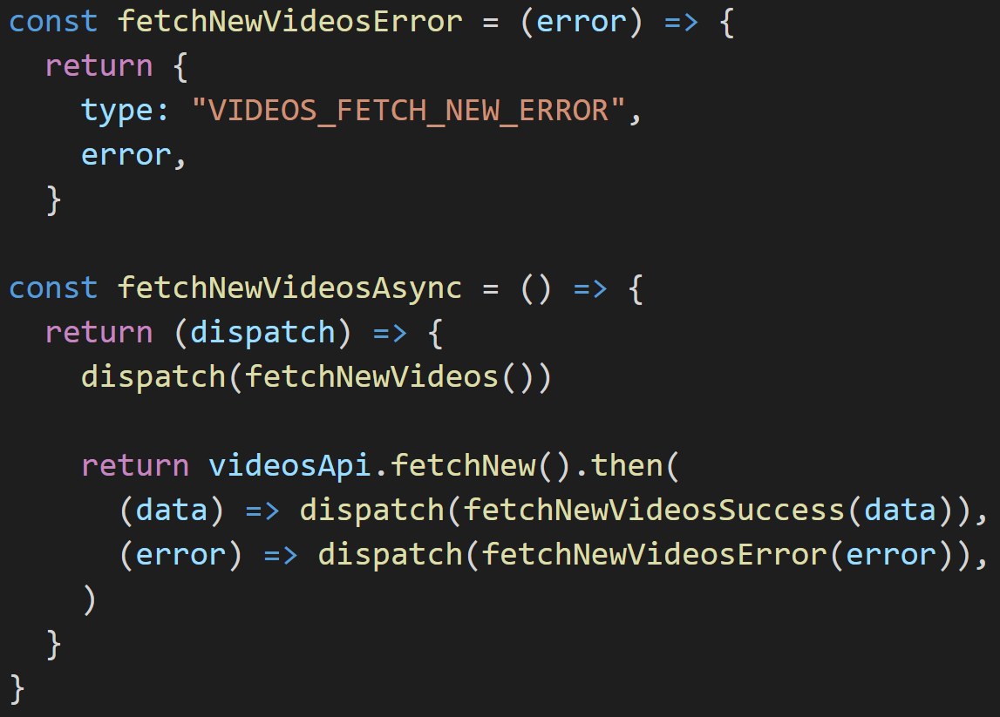 const fetchNewVideosError = (error) => {
  return {
    type: "VIDEOS_FETCH_NEW_ERROR",
    error,
  }

const fetchNewVideosAsync = () => {
  return (dispatch) => {
    dispatch(fetchNewVideos())

    return videosApi.fetchNew().then(
      (data) => dispatch(fetchNewVideosSuccess(data)),
      (error) => dispatch(fetchNewVideosError(error)),
    )
  }
}